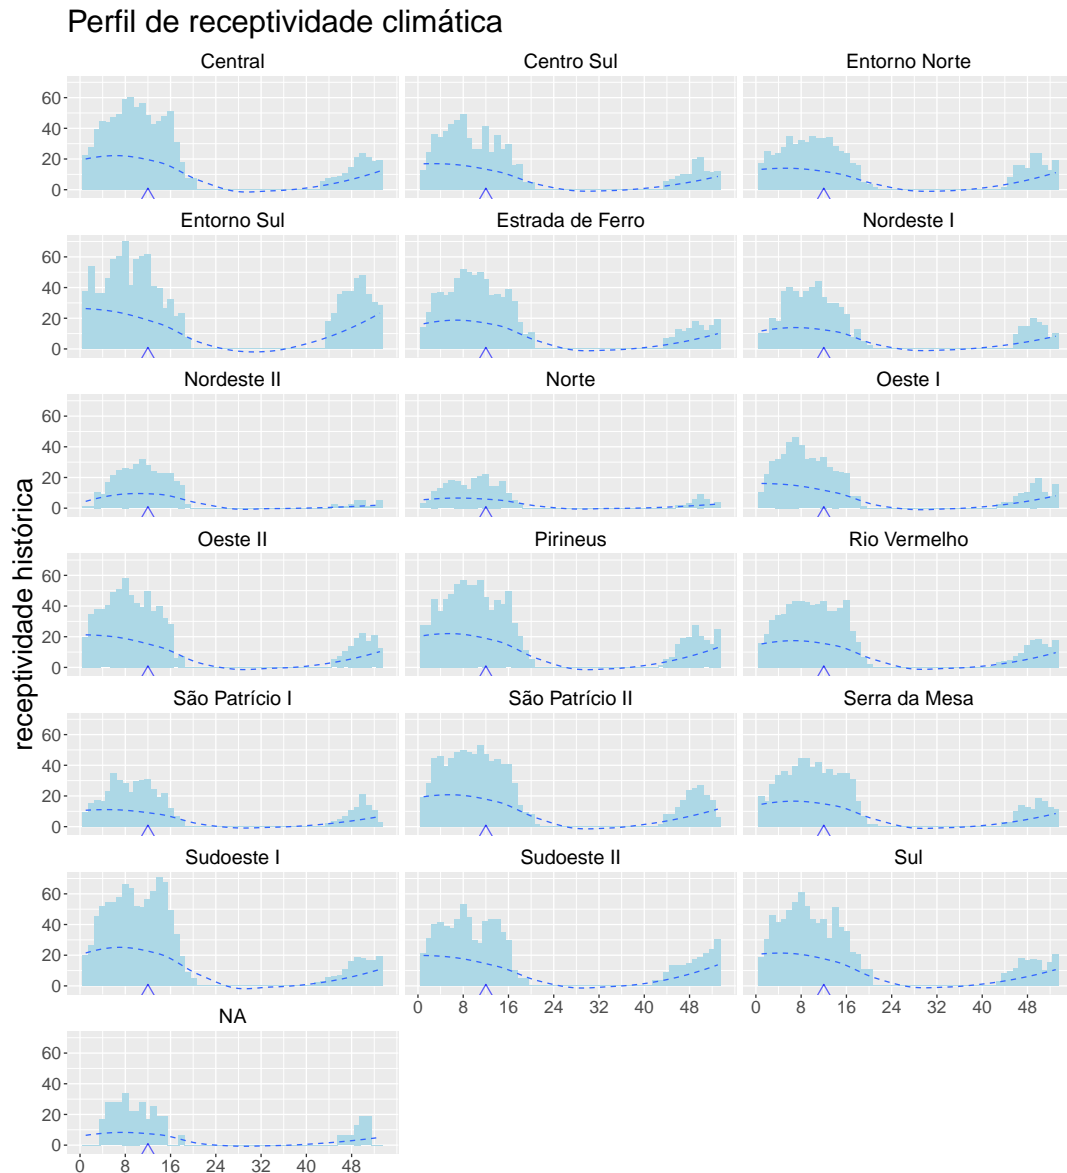 Perfil de receptividade climática
Central Centro Sul Entorno Norte
60
40
20
0
Entorno Sul Estrada de Ferro Nordeste I
60
40
20
0
Nordeste II Norte Oeste I
60
40
20
0
receptividade histórica
Oeste II Pirineus Rio Vermelho
60
40
20
0
São Patrício I São Patrício II Serra da Mesa
60
40
20
0
Sudoeste I Sudoeste II Sul
60
40
20
0
0 8 16 24 32 40 48 0 8 16 24 32 40 48
NA
60
40
20
0
0 8 16 24 32 40 48